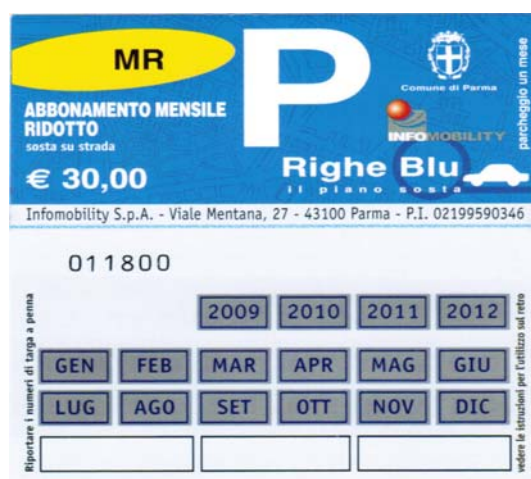 MR
P
Comune di Parma
parcheggio un mese
ABBONAMENTO MENSILE
RIDOTTO
sosta su strada
INFOMOBILITY
€ 30,00
Righe Blu
il piano sosta
Infomobility S.p.A. - Viale Mentana, 27 - 43100 Parma - P.I. 02199590346
011800
Riportare i numeri di targa a penna
2009 2010 2011 2012
GEN FEB MAR APR MAG GIU
LUG AGO SET OTT NOV DIC
vedere le istruzioni per l'utilizzo sul retro